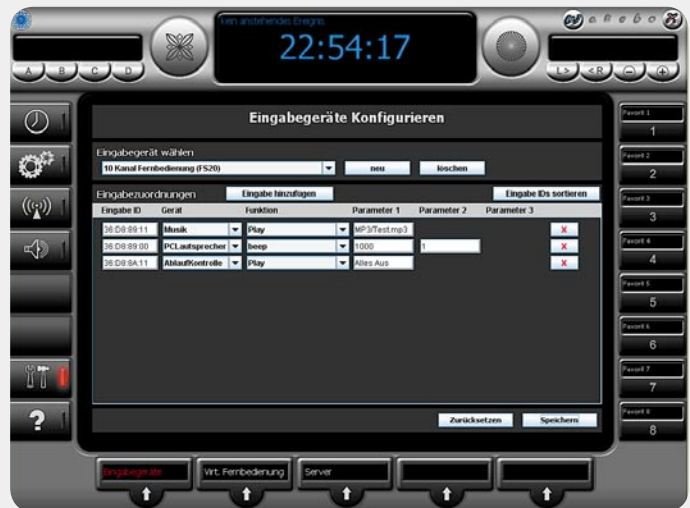 kein anstehendes Ereignis.
22:54:17
A B C D
L> <R - +
Eingabegeräte Konfigurieren
Eingabegerät wählen
10 Kanal Fernbedienung (FS20) neu löschen
Eingabezuordnungen Eingabe hinzufügen Eingabe IDs sortieren
Eingabe ID Gerät Funktion Parameter 1 Parameter 2 Parameter 3
36:D8:89:11 Musik Play MP3/Test.mp3 X
36:D8:89:00 PCLautsprecher beep 1000 1 X
36:D8:8A:11 AblaufKontrolle Play Alles Aus X
Zurücksetzen Speichern
Favorit 1
1
Favorit 2
2
Favorit 3
3
Favorit 4
4
Favorit 5
5
Favorit 6
6
Favorit 7
7
Favorit 8
8
?
Eingabegeräte Virt. Fernbedienung Server